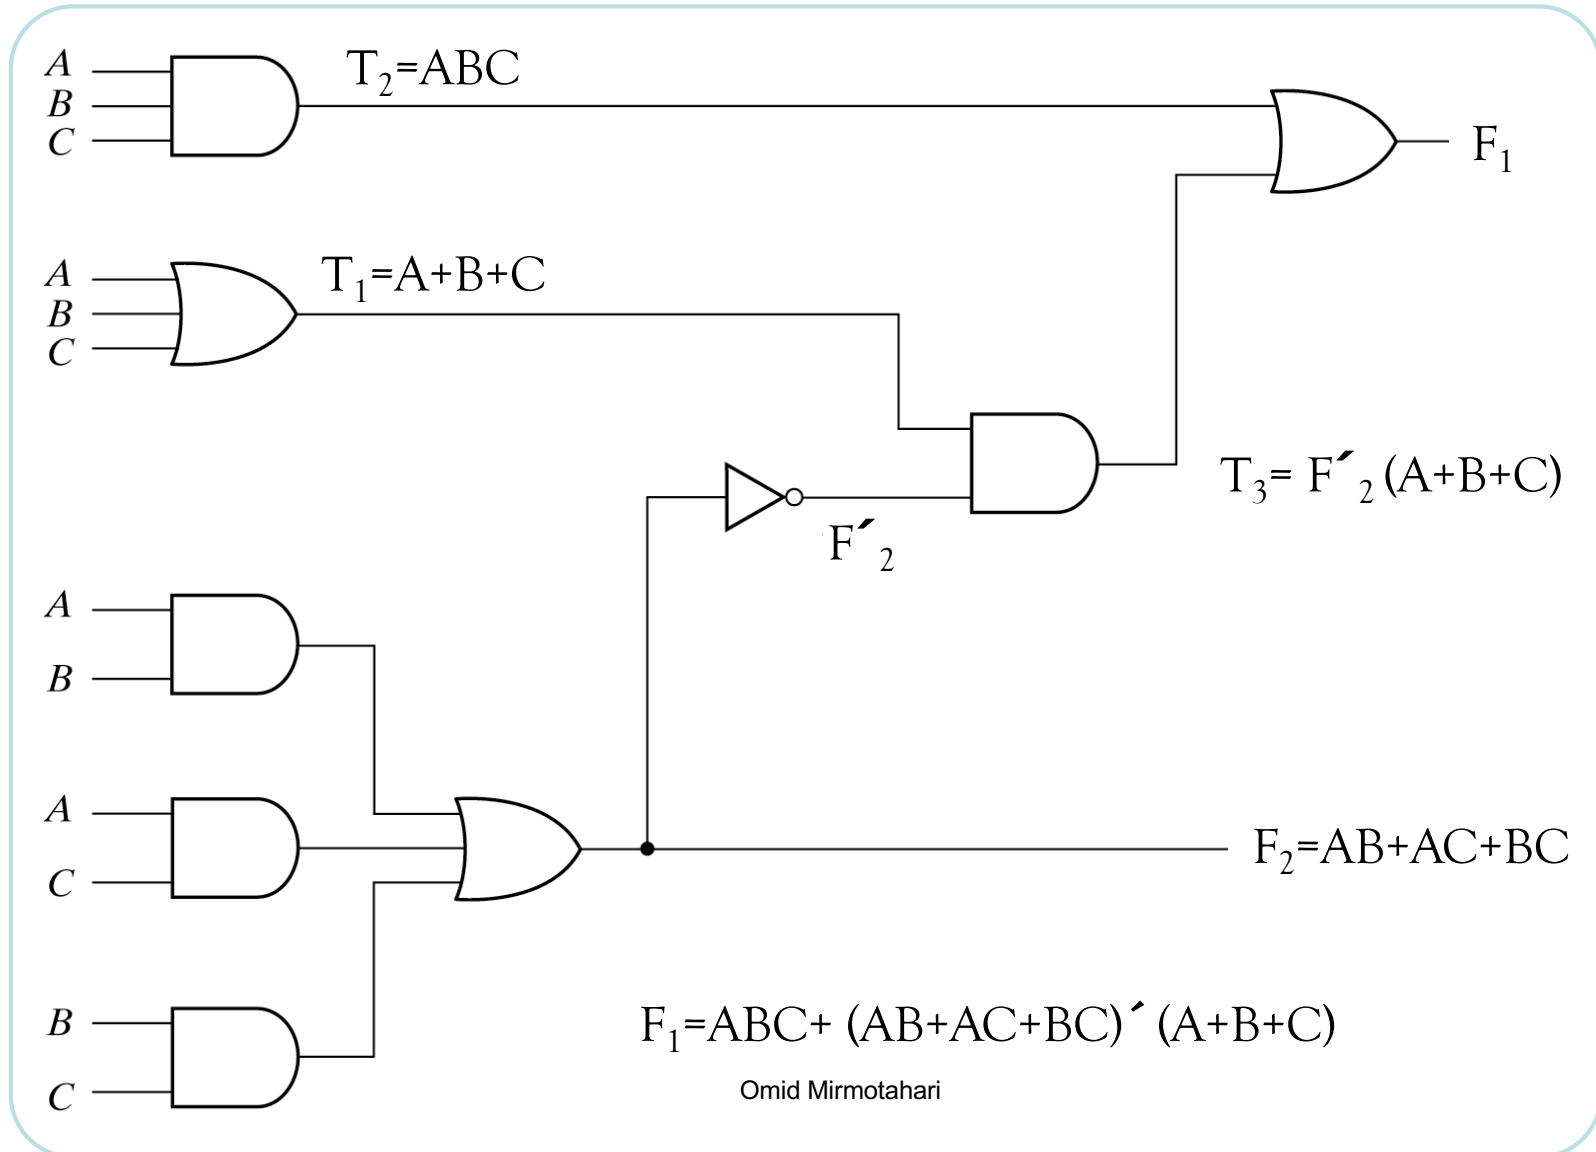 A
B
C
T₂=ABC
F₁
A
B
C
T₁=A+B+C
T₃= F´₂ (A+B+C)
F´₂
A
B
A
C
F₂=AB+AC+BC
B
C
F₁=ABC+ (AB+AC+BC)´ (A+B+C)
Omid Mirmotahari